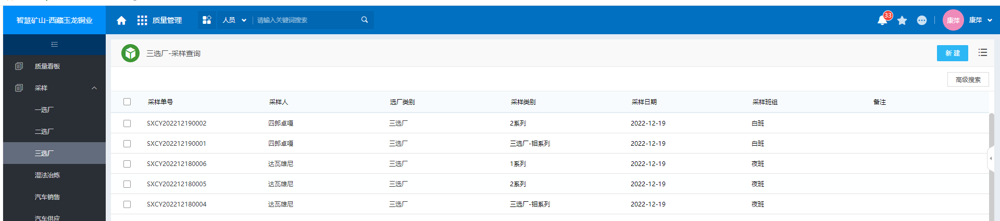 智慧矿山-西藏玉龙铜业
质量管理
人员
请输入关键词搜索
33
康萍
康萍
质量看板
采样
一选厂
二选厂
三选厂
湿法冶炼
汽车销售
汽车供应
三选厂-采样查询
新 建
高级搜索
采样单号 采样人 选厂类别 采样类别 采样日期 采样班组 备注
SXCY202212190002 四郎卓嘎 三选厂 2系列 2022-12-19 白班
SXCY202212190001 四郎卓嘎 三选厂 三选厂-钼系列 2022-12-19 白班
SXCY202212180006 达瓦雄尼 三选厂 1系列 2022-12-19 夜班
SXCY202212180005 达瓦雄尼 三选厂 2系列 2022-12-19 夜班
SXCY202212180004 达瓦雄尼 三选厂 三选厂-钼系列 2022-12-19 夜班